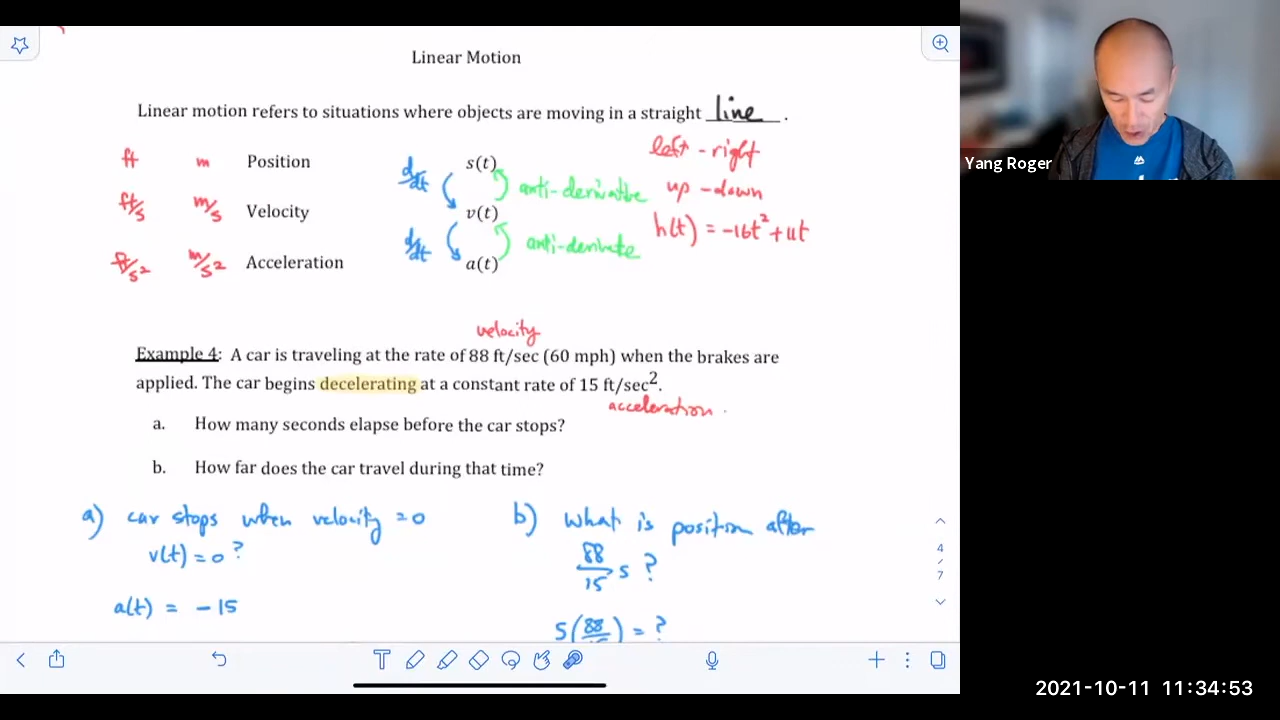 Linear Motion
Linear motion refers to situations where objects are moving in a straight line.
left - right
ft m Position d/dt s(t)
anti-derivative up - down
ft/s m/s Velocity v(t)
h(t) = -16t² + 11t
d/dt anti-derivate
ft/s² m/s² Acceleration a(t)
velocity
Example 4: A car is traveling at the rate of 88 ft/sec (60 mph) when the brakes are
applied. The car begins decelerating at a constant rate of 15 ft/sec².
acceleration
a. How many seconds elapse before the car stops?
b. How far does the car travel during that time?
a) car stops when velocity = 0
v(t) = 0 ?
a(t) = - 15
b) What is position after
88/15 s ?
s(88/15) = ?
4
/
7
Yang Roger
2021-10-11 11:34:53